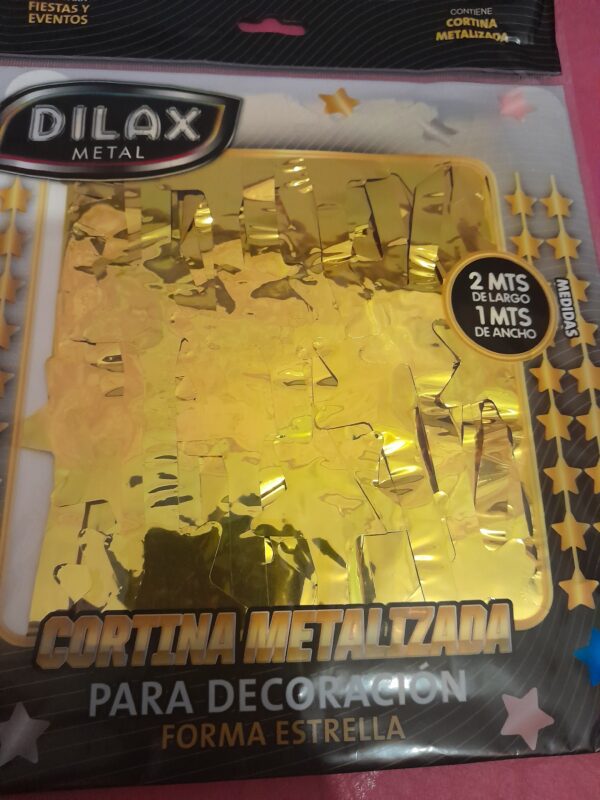 FIESTAS Y
EVENTOS
CONTIENE
CORTINA
METALIZADA
DILAX
METAL
2 MTS
DE LARGO
1 MTS
DE ANCHO
MEDIDAS
CORTINA METALIZADA
PARA DECORACIÓN
FORMA ESTRELLA